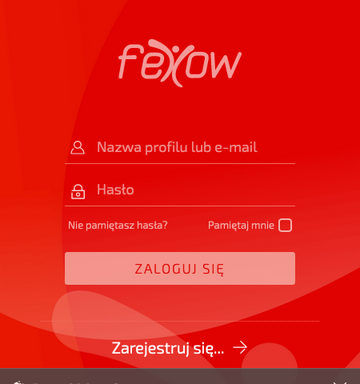 fexow
Nazwa profilu lub e-mail
Hasło
Nie pamiętasz hasła? Pamiętaj mnie
ZALOGUJ SIĘ
Zarejestruj się...